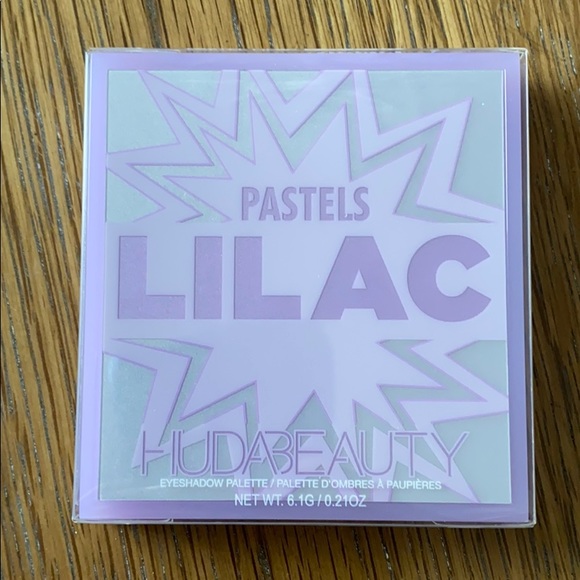 PASTELS
LILAC
HUDABEAUTY
EYESHADOW PALETTE / PALETTE D'OMBRES À PAUPIÈRES
NET WT. 6.1G / 0.21OZ